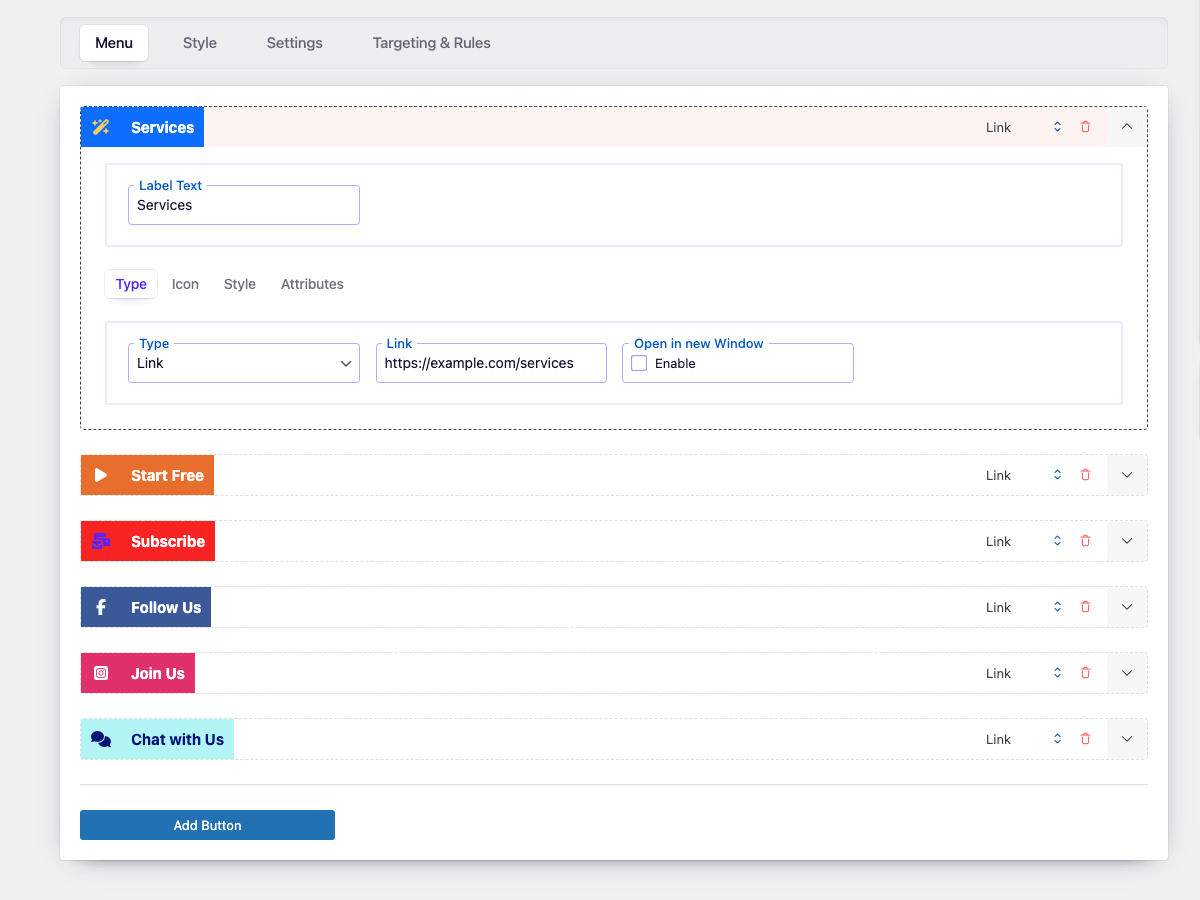 Menu Style Settings Targeting & Rules
Services Link
Label Text
Services
Type Icon Style Attributes
Type Link Open in new Window
Link https://example.com/services Enable
Start Free Link
Subscribe Link
Follow Us Link
Join Us Link
Chat with Us Link
Add Button